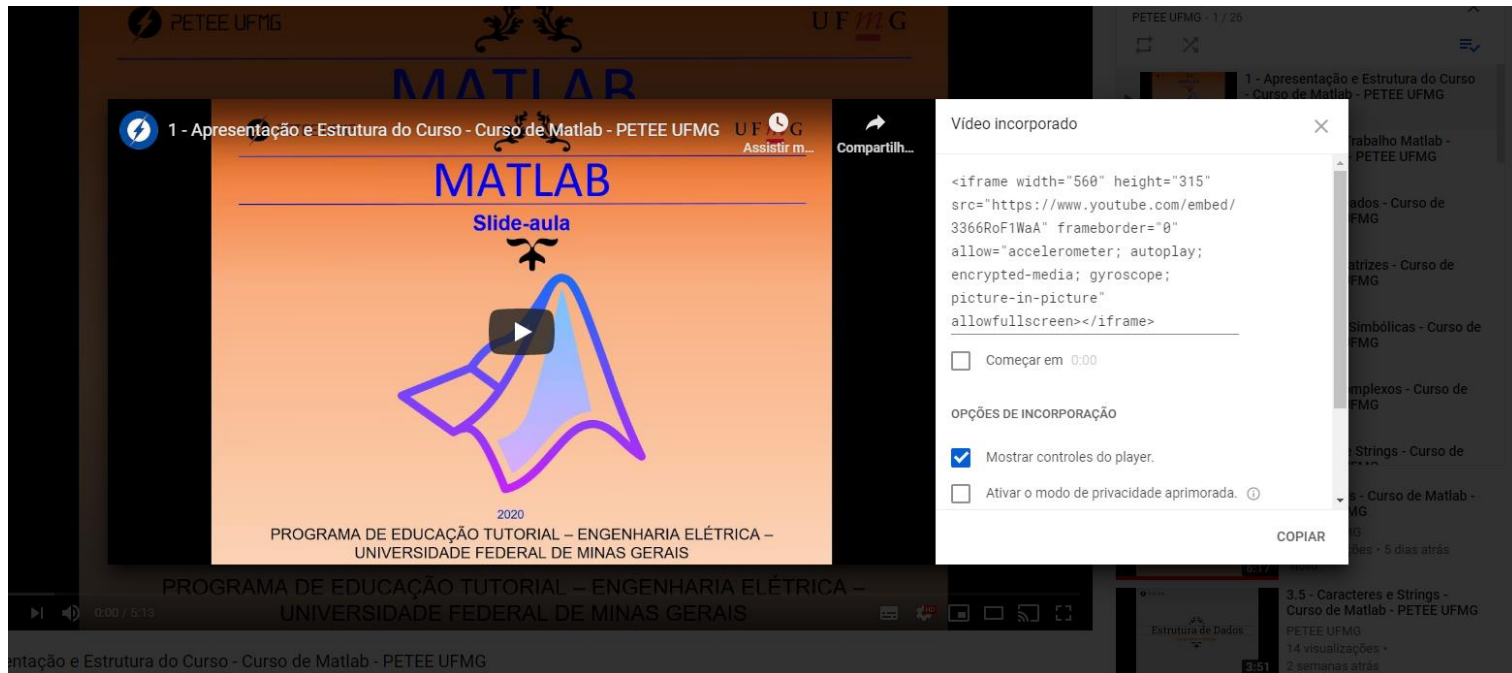 PETEE UFMG
UFMG
MATLAB
1 - Apresentação e Estrutura do Curso - Curso de Matlab - PETEE UFMG
UFMG
Assistir m...
Compartilh...
MATLAB
Slide-aula
2020
PROGRAMA DE EDUCAÇÃO TUTORIAL – ENGENHARIA ELÉTRICA –
UNIVERSIDADE FEDERAL DE MINAS GERAIS
Vídeo incorporado
<iframe width="560" height="315"
src="https://www.youtube.com/embed/
3366RoF1WaA" frameborder="0"
allow="accelerometer; autoplay;
encrypted-media; gyroscope;
picture-in-picture"
allowfullscreen></iframe>
Começar em 0:00
OPÇÕES DE INCORPORAÇÃO
Mostrar controles do player.
Ativar o modo de privacidade aprimorada.
COPIAR
PROGRAMA DE EDUCAÇÃO TUTORIAL – ENGENHARIA ELÉTRICA –
UNIVERSIDADE FEDERAL DE MINAS GERAIS
0:00 / 5:13
HD
entação e Estrutura do Curso - Curso de Matlab - PETEE UFMG
PETEE UFMG - 1 / 26
1 - Apresentação e Estrutura do Curso
- Curso de Matlab - PETEE UFMG
rabalho Matlab -
PETEE UFMG
ados - Curso de
FMG
atrizes - Curso de
FMG
Simbólicas - Curso de
FMG
mplexos - Curso de
FMG
e Strings - Curso de
s - Curso de Matlab -
MG
ões • 5 dias atrás
6:17
3.5 - Caracteres e Strings -
Curso de Matlab - PETEE UFMG
PETEE UFMG
14 visualizações •
2 semanas atrás
Estrutura de Dados
3:51